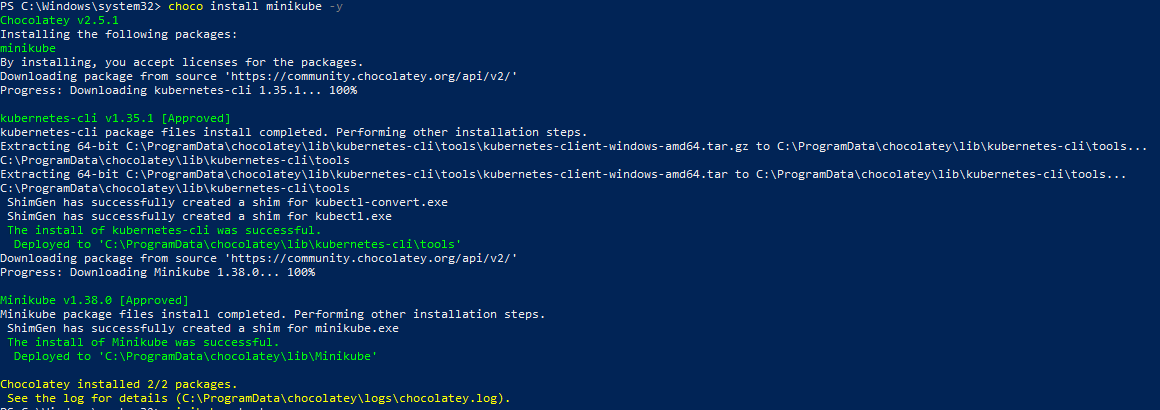 PS C:\Windows\system32> choco install minikube -y
Chocolatey v2.5.1
Installing the following packages:
minikube
By installing, you accept licenses for the packages.
Downloading package from source 'https://community.chocolatey.org/api/v2/'
Progress: Downloading kubernetes-cli 1.35.1... 100%
kubernetes-cli v1.35.1 [Approved]
kubernetes-cli package files install completed. Performing other installation steps.
Extracting 64-bit C:\ProgramData\chocolatey\lib\kubernetes-cli\tools\kubernetes-client-windows-amd64.tar.gz to C:\ProgramData\chocolatey\lib\kubernetes-cli\tools...
C:\ProgramData\chocolatey\lib\kubernetes-cli\tools
Extracting 64-bit C:\ProgramData\chocolatey\lib\kubernetes-cli\tools\kubernetes-client-windows-amd64.tar to C:\ProgramData\chocolatey\lib\kubernetes-cli\tools...
C:\ProgramData\chocolatey\lib\kubernetes-cli\tools
ShimGen has successfully created a shim for kubectl-convert.exe
ShimGen has successfully created a shim for kubectl.exe
The install of kubernetes-cli was successful.
Deployed to 'C:\ProgramData\chocolatey\lib\kubernetes-cli\tools'
Downloading package from source 'https://community.chocolatey.org/api/v2/'
Progress: Downloading Minikube 1.38.0... 100%
Minikube v1.38.0 [Approved]
Minikube package files install completed. Performing other installation steps.
ShimGen has successfully created a shim for minikube.exe
The install of Minikube was successful.
Deployed to 'C:\ProgramData\chocolatey\lib\Minikube'
Chocolatey installed 2/2 packages.
See the log for details (C:\ProgramData\chocolatey\logs\chocolatey.log).